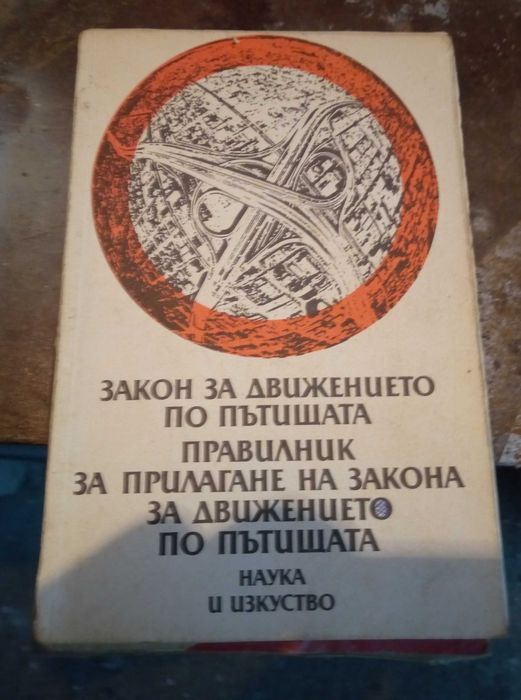 ЗАКОН ЗА ДВИЖЕНИЕТО
ПО ПЪТИЩАТА
ПРАВИЛНИК
ЗА ПРИЛАГАНЕ НА ЗАКОНА
ЗА ДВИЖЕНИЕТО
ПО ПЪТИЩАТА
НАУКА
И ИЗКУСТВО